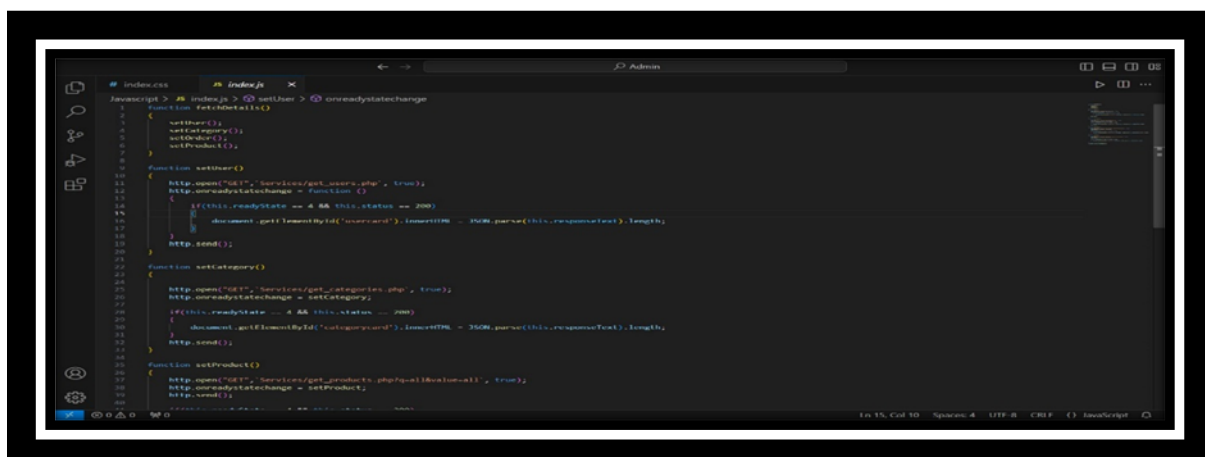 Admin
# index.css JS index.js ×
Javascript > JS index.js > setUser > onreadystatechange
1 function fetchDetails()
2 {
3 setUser();
4 setCategory();
5 setOrder();
6 setProduct();
7 }
8
9 function setUser()
10 {
11 http.open("GET",`Services/get_users.php`, true);
12 http.onreadystatechange = function ()
13 {
14 if(this.readyState == 4 && this.status == 200)
15 {
16 document.getElementById('usercard').innerHTML = JSON.parse(this.responseText).length;
17 }
18 }
19 http.send();
20 }
21
22 function setCategory()
23 {
24
25 http.open("GET",`Services/get_categories.php`, true);
26 http.onreadystatechange = setCategory;
27
28 if(this.readyState == 4 && this.status == 200)
29 {
30 document.getElementById('categorycard').innerHTML = JSON.parse(this.responseText).length;
31 }
32 http.send();
33 }
34
35 function setProduct()
36 {
37 http.open("GET",`Services/get_products.php?q=all&value=all`, true);
38 http.onreadystatechange = setProduct;
39 http.send();
40
0 0 0 Ln 15, Col 10 Spaces: 4 UTF-8 CRLF {} JavaScript